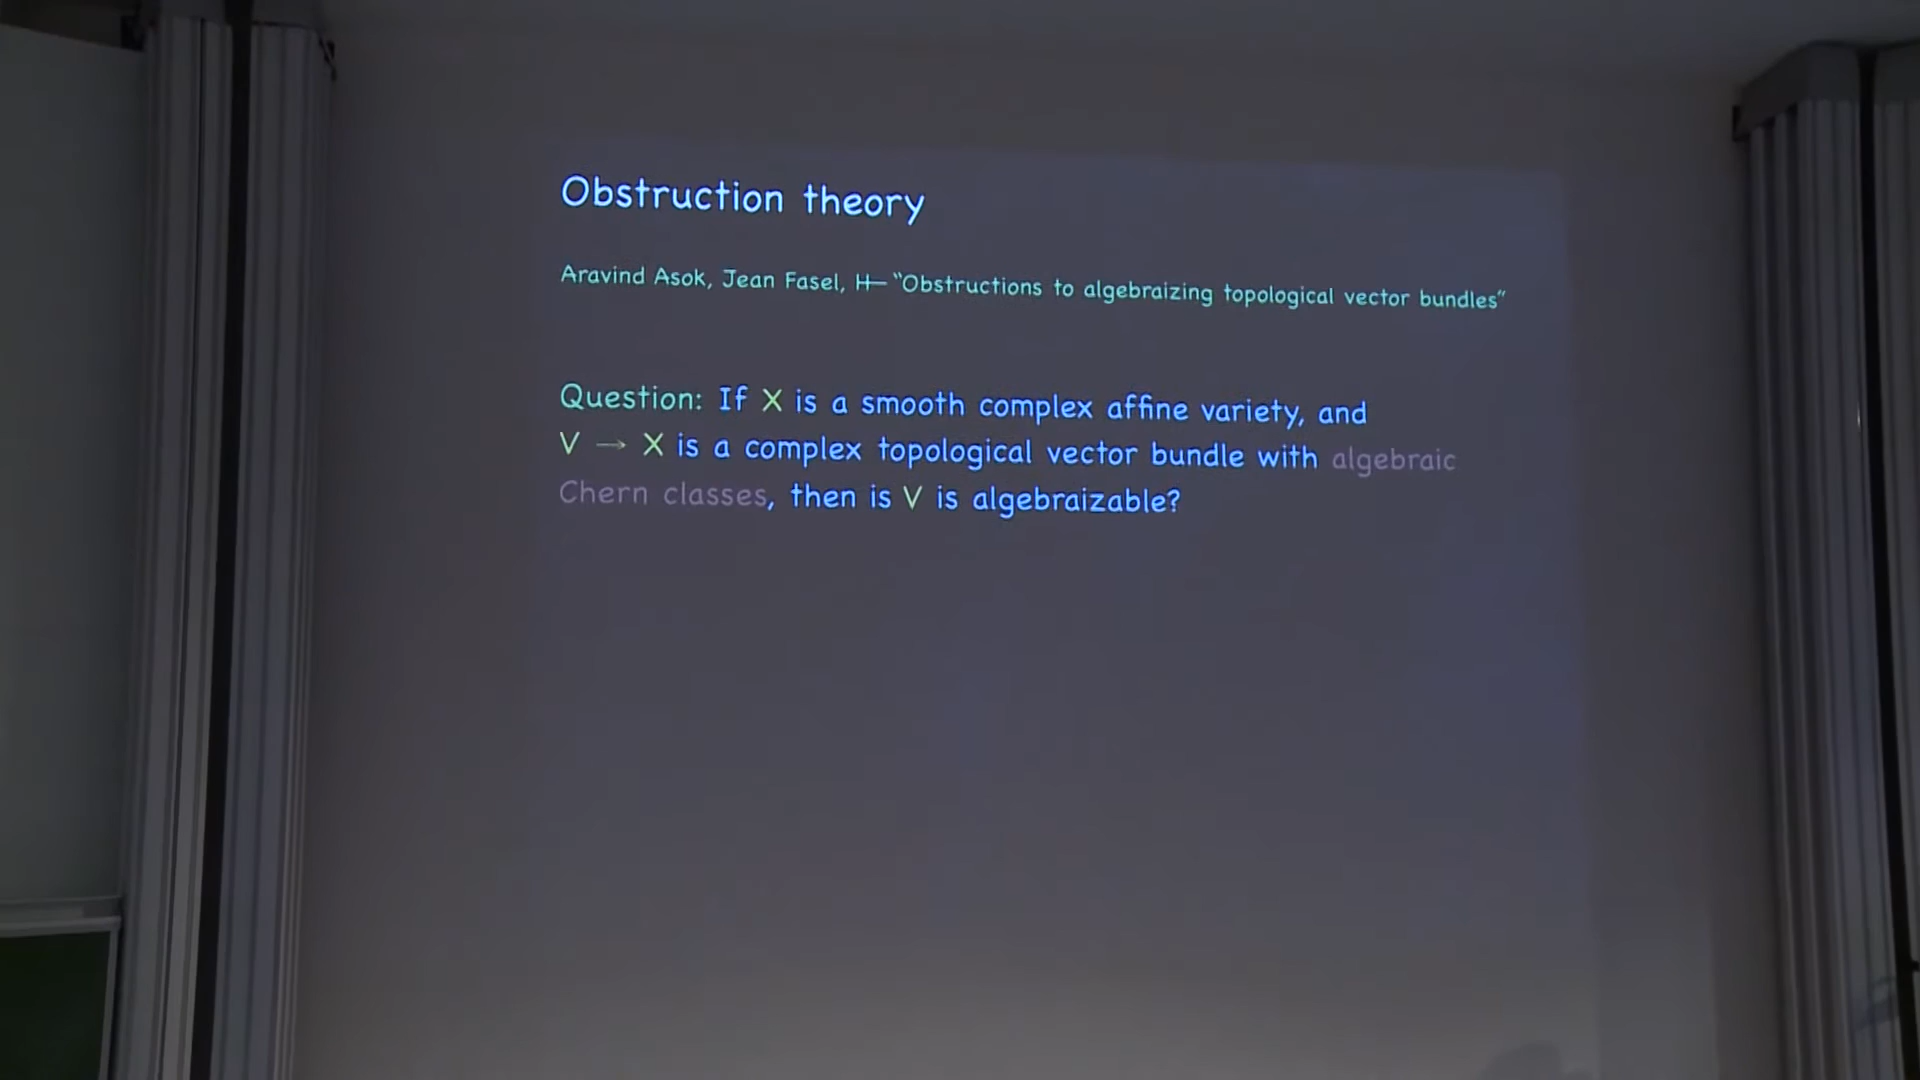 Obstruction theory
Aravind Asok, Jean Fasel, H— “Obstructions to algebraizing topological vector bundles”
Question: If X is a smooth complex affine variety, and
V → X is a complex topological vector bundle with algebraic
Chern classes, then is V is algebraizable?